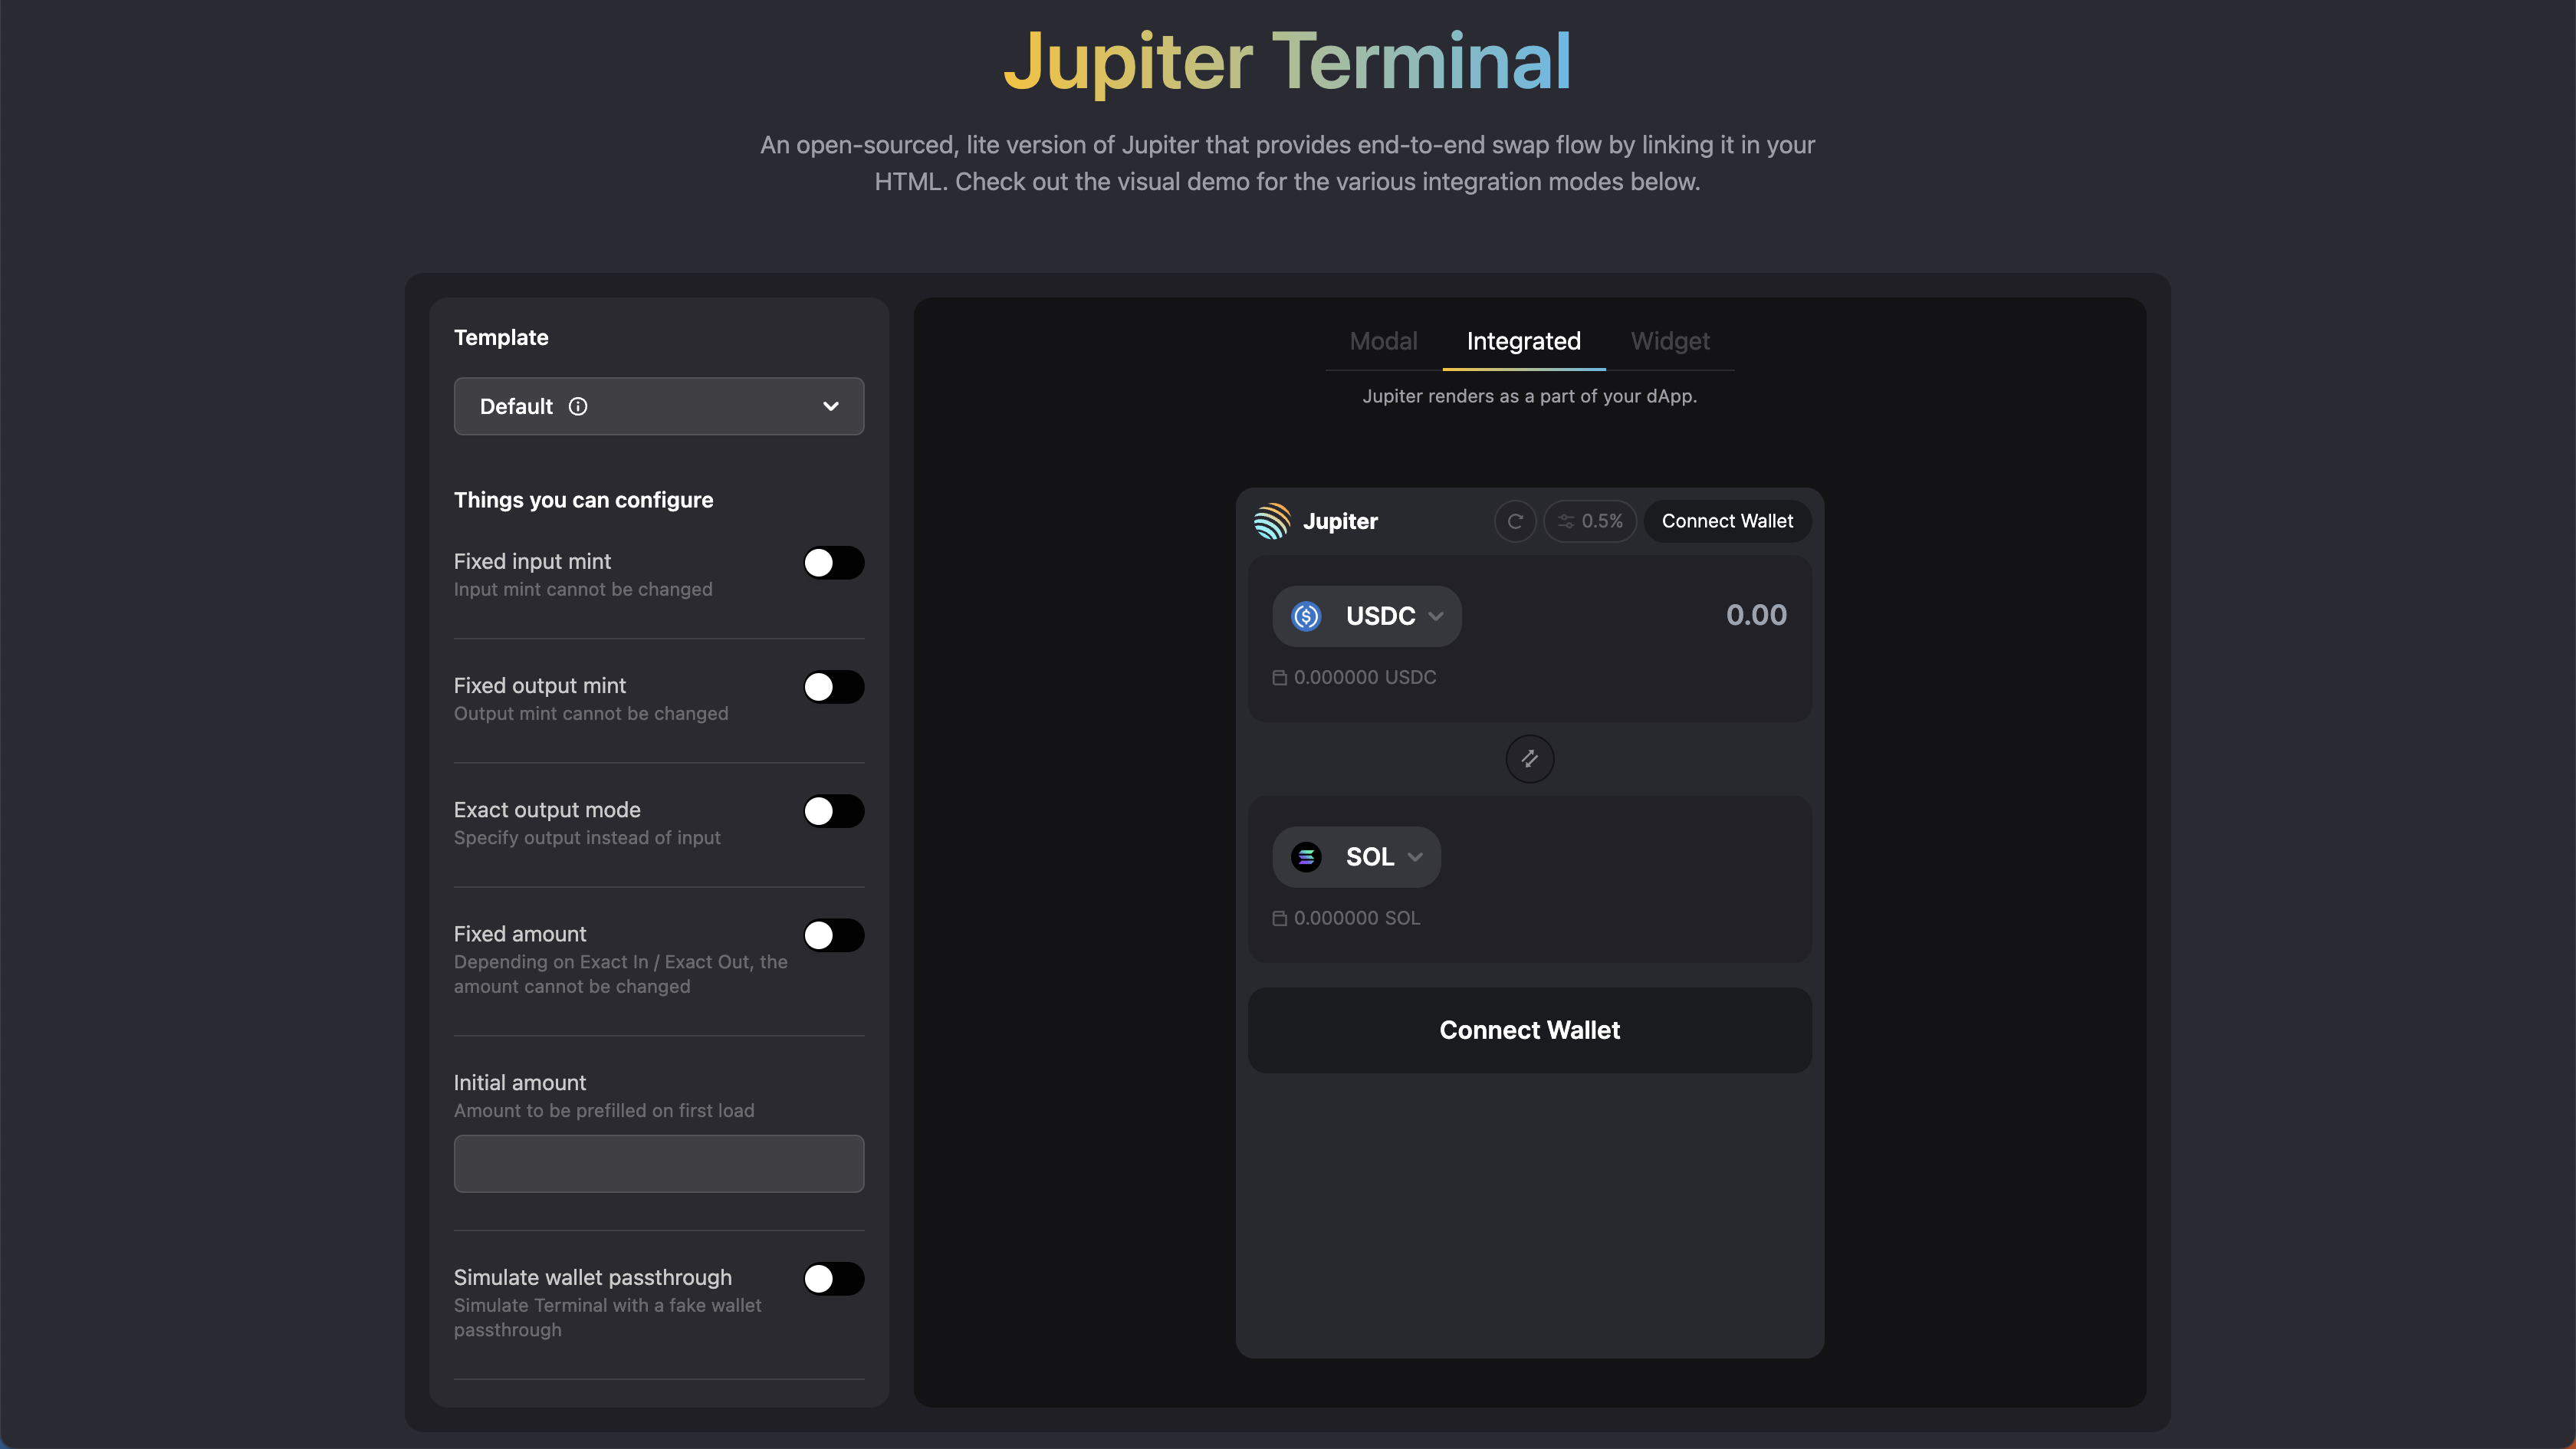 Jupiter Terminal
An open-sourced, lite version of Jupiter that provides end-to-end swap flow by linking it in your
HTML. Check out the visual demo for the various integration modes below.
Template
Default
Things you can configure
Fixed input mint
Input mint cannot be changed
Fixed output mint
Output mint cannot be changed
Exact output mode
Specify output instead of input
Fixed amount
Depending on Exact In / Exact Out, the
amount cannot be changed
Initial amount
Amount to be prefilled on first load
Simulate wallet passthrough
Simulate Terminal with a fake wallet
passthrough
Modal Integrated Widget
Jupiter renders as a part of your dApp.
Jupiter 0.5% Connect Wallet
USDC 0.00
0.000000 USDC
SOL
0.000000 SOL
Connect Wallet